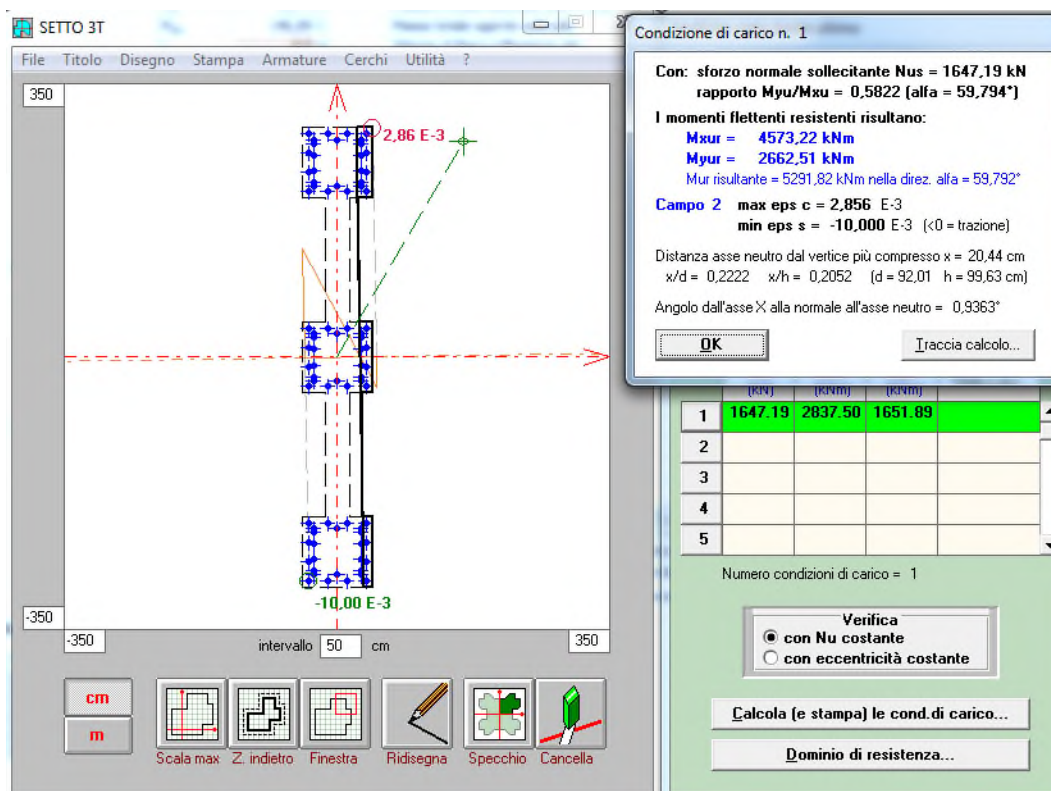 SETTO 3T
File Titolo Disegno Stampa Armature Cerchi Utilità ?
350
2,86 E-3
-10,00 E-3
-350
-350
intervallo 50 cm
350
cm
m
Scala max Z. indietro Finestra Ridisegna Specchio Cancella
Condizione di carico n. 1
Con: sforzo normale sollecitante Nus = 1647,19 kN
rapporto Myu/Mxu = 0,5822 (alfa = 59,794°)
I momenti flettenti resistenti risultano:
Mxur = 4573,22 kNm
Myur = 2662,51 kNm
Mur risultante = 5291,82 kNm nella direz. alfa = 59,792°
Campo 2 max eps c = 2,856 E-3
min eps s = -10,000 E-3 (<0 = trazione)
Distanza asse neutro dal vertice più compresso x = 20,44 cm
x/d = 0,2222 x/h = 0,2052 (d = 92,01 h = 99,63 cm)
Angolo dall'asse X alla normale all'asse neutro = 0,9363°
OK
Traccia calcolo...
(kN) (kNm) (kNm)
1 1647.19 2837.50 1651.89
2
3
4
5
Numero condizioni di carico = 1
Verifica
con Nu costante
con eccentricità costante
Calcola (e stampa) le cond.di carico...
Dominio di resistenza...